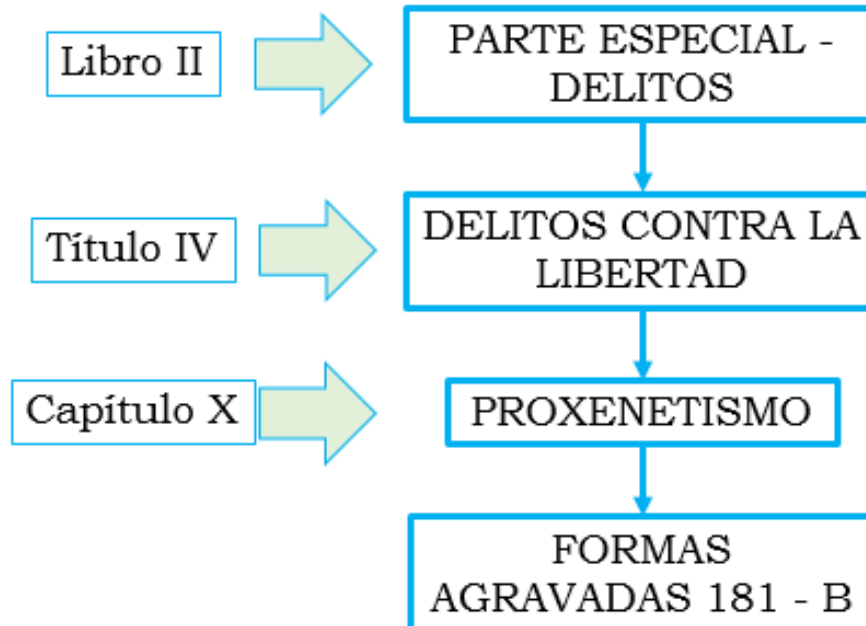 Libro II
PARTE ESPECIAL -
DELITOS
Título IV
DELITOS CONTRA LA
LIBERTAD
Capítulo X
PROXENETISMO
FORMAS
AGRAVADAS 181 - B